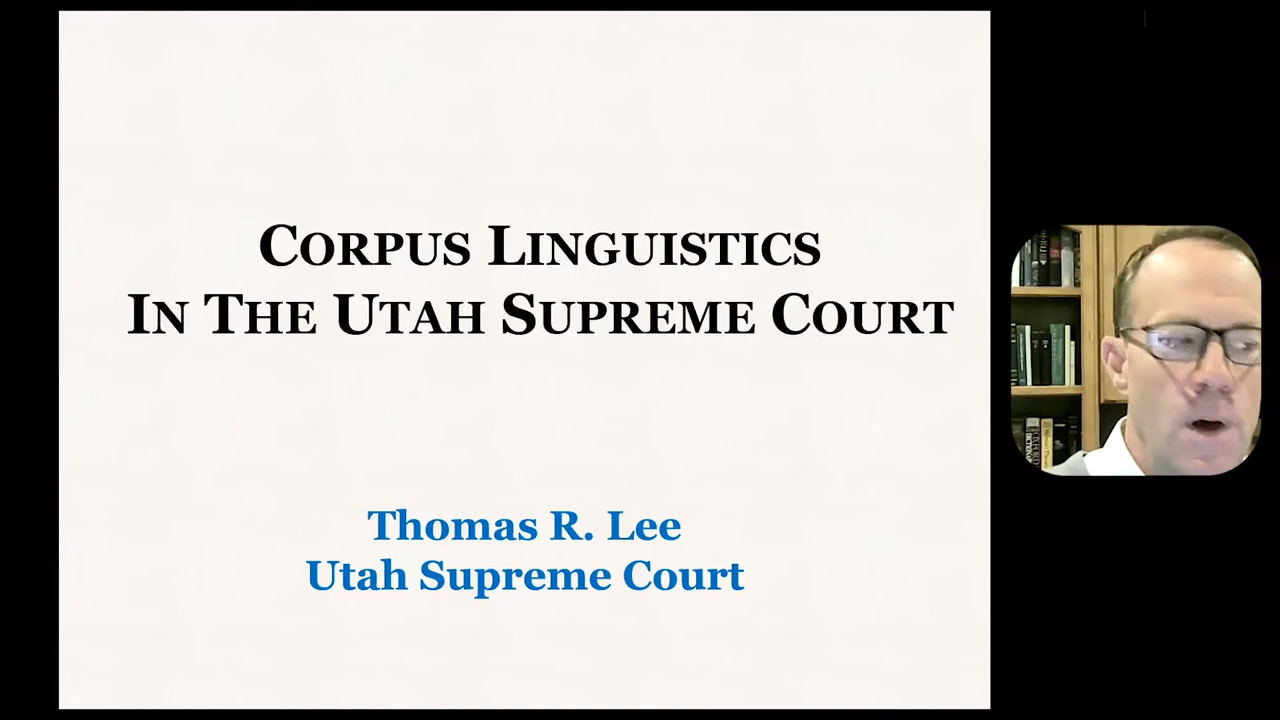 CORPUS LINGUISTICS
IN THE UTAH SUPREME COURT
Thomas R. Lee
Utah Supreme Court